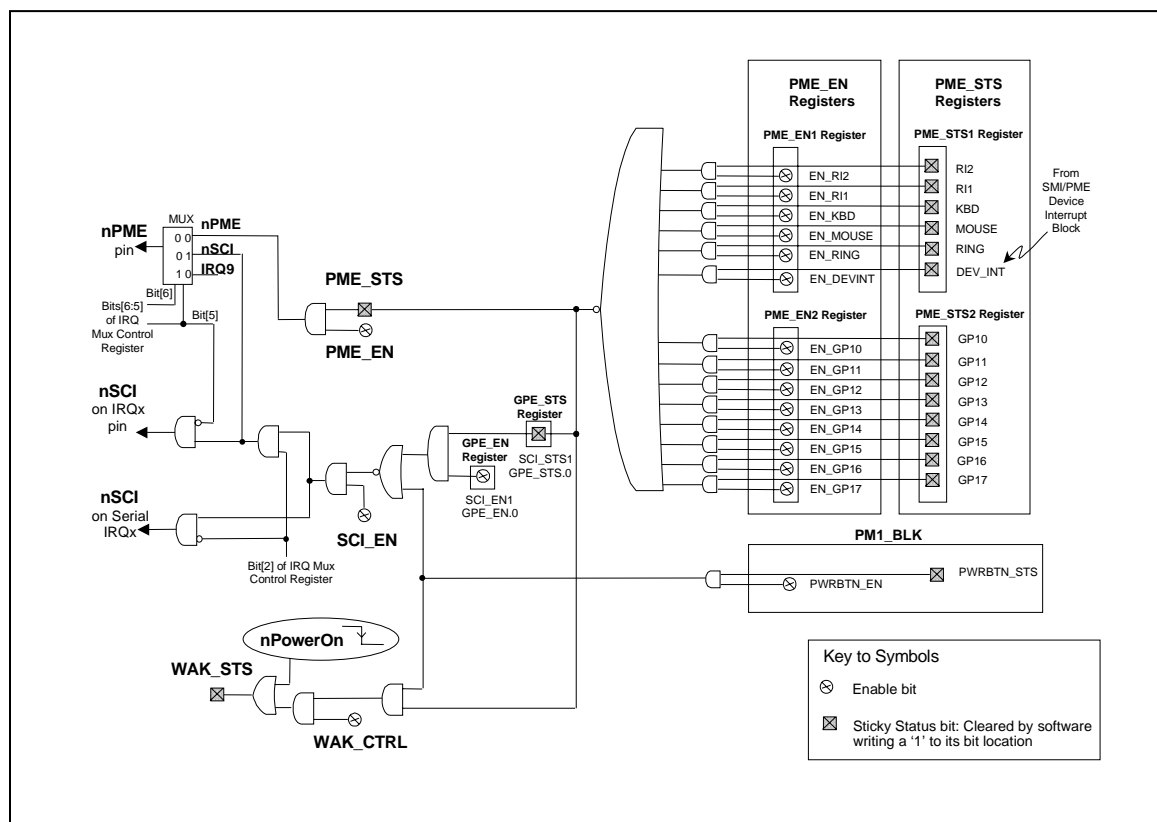 PME_EN
Registers
PME_STS
Registers
PME_EN1 Register
PME_STS1 Register
EN_RI2
EN_RI1
EN_KBD
EN_MOUSE
EN_RING
EN_DEVINT
RI2
RI1
KBD
MOUSE
RING
DEV_INT
From
SMI/PME
Device
Interrupt
Block
PME_EN2 Register
PME_STS2 Register
EN_GP10
EN_GP11
EN_GP12
EN_GP13
EN_GP14
EN_GP15
EN_GP16
EN_GP17
GP10
GP11
GP12
GP13
GP14
GP15
GP16
GP17
MUX
nPME
0 0
nSCI
0 1
IRQ9
1 0
nPME
pin
Bit[6]
Bits[6:5]
of IRQ
Mux Control
Register
Bit[5]
PME_STS
PME_EN
nSCI
on IRQx
pin
GPE_STS
Register
GPE_EN
Register
SCI_STS1
GPE_STS.0
SCI_EN1
GPE_EN.0
nSCI
on Serial
IRQx
SCI_EN
Bit[2] of IRQ Mux
Control Register
PM1_BLK
PWRBTN_EN
PWRBTN_STS
nPowerOn
WAK_STS
WAK_CTRL
Key to Symbols
Enable bit
Sticky Status bit: Cleared by software
writing a ‘1’ to its bit location